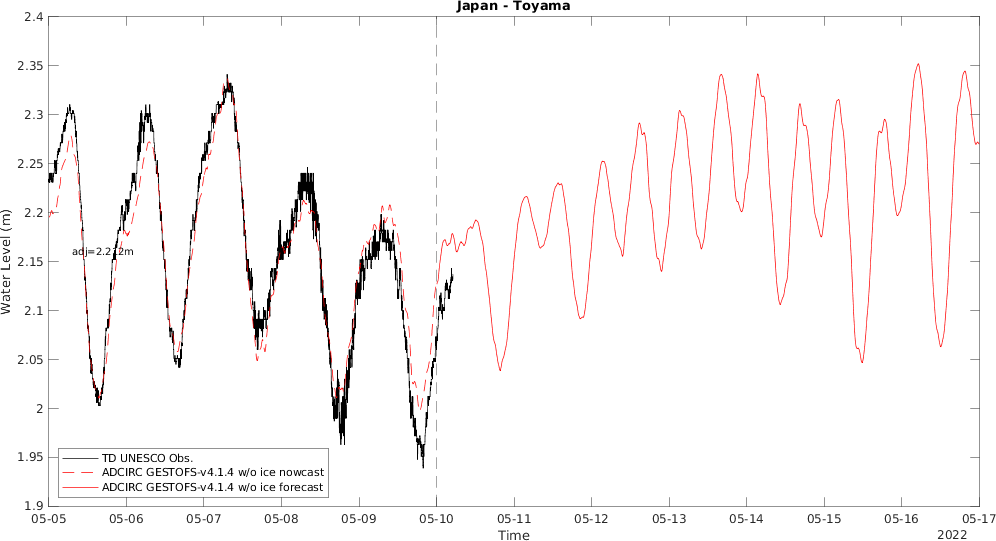 Japan - Toyama
2.4
2.35
2.3
2.25
2.2
2.15
2.1
2.05
2
1.95
1.9
Water Level (m)
adj=2.212m
TD UNESCO Obs.
ADCIRC GESTOFS-v4.1.4 w/o ice nowcast
ADCIRC GESTOFS-v4.1.4 w/o ice forecast
05-05 05-06 05-07 05-08 05-09 05-10 05-11 05-12 05-13 05-14 05-15 05-16 05-17
Time
2022